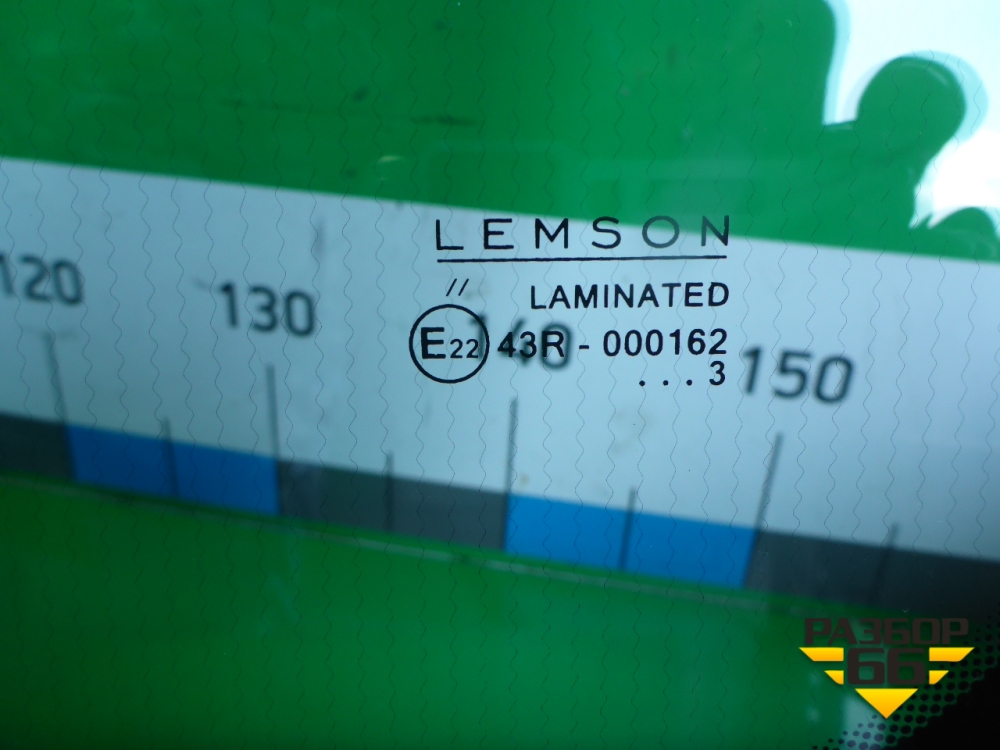 LEMSON
// LAMINATED
120 130 140 150
E22 43R - 000162
. . . 3
РАЗБОР
66